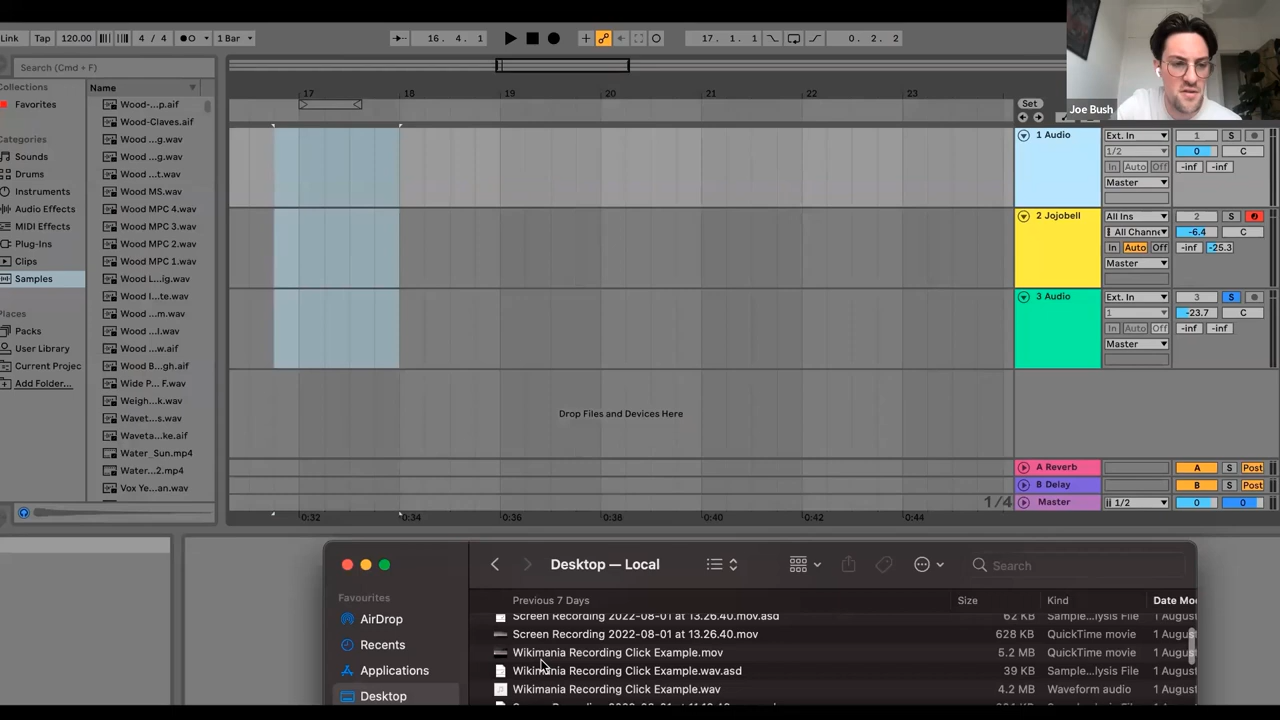 Link Tap 120.00 4 / 4 1 Bar 16. 4. 1 17. 1. 1 0. 2. 2
Search (Cmd + F)
Collections
Favorites
Categories
Sounds
Drums
Instruments
Audio Effects
MIDI Effects
Plug-Ins
Clips
Samples
Places
Packs
User Library
Current Projec
Add Folder...
Name
Wood-...p.aif
Wood-Claves.aif
Wood ...g.wav
Wood ...g.wav
Wood ...t.wav
Wood MS.wav
Wood MPC 4.wav
Wood MPC 3.wav
Wood MPC 2.wav
Wood MPC 1.wav
Wood L...ig.wav
Wood I...te.wav
Wood ...m.wav
Wood ...l.wav
Wood ...w.aif
Wood B...gh.aif
Wide P... F.wav
Weigh...k.wav
Wavet...s.wav
Waveta...ke.aif
Water_Sun.mp4
Water...2.mp4
Vox Ye...an.wav
17 18 19 20 21 22 23
Drop Files and Devices Here
1/4
0:32 0:34 0:36 0:38 0:40 0:42 0:44
Joe Bush
Set
1 Audio Ext. In 1 S
1/2 0 C
In Auto Off -inf -inf
Master
2 Jojobell All Ins 2 S
All Channe -6.4 C
In Auto Off -inf -25.3
Master
3 Audio Ext. In 3 S
1 -23.7 C
In Auto Off -inf -inf
Master
A Reverb A S Post
B Delay B S Post
Master 1/2 0 0
Desktop — Local Search
Favourites
AirDrop
Recents
Applications
Desktop
Previous 7 Days Size Kind Date Mo
Screen Recording 2022-08-01 at 13.26.40.mov.asd 62 KB Sample...lysis File 1 August
Screen Recording 2022-08-01 at 13.26.40.mov 628 KB QuickTime movie 1 August
Wikimania Recording Click Example.mov 5.2 MB QuickTime movie 1 August
Wikimania Recording Click Example.wav.asd 39 KB Sample...lysis File 1 August
Wikimania Recording Click Example.wav 4.2 MB Waveform audio 1 August